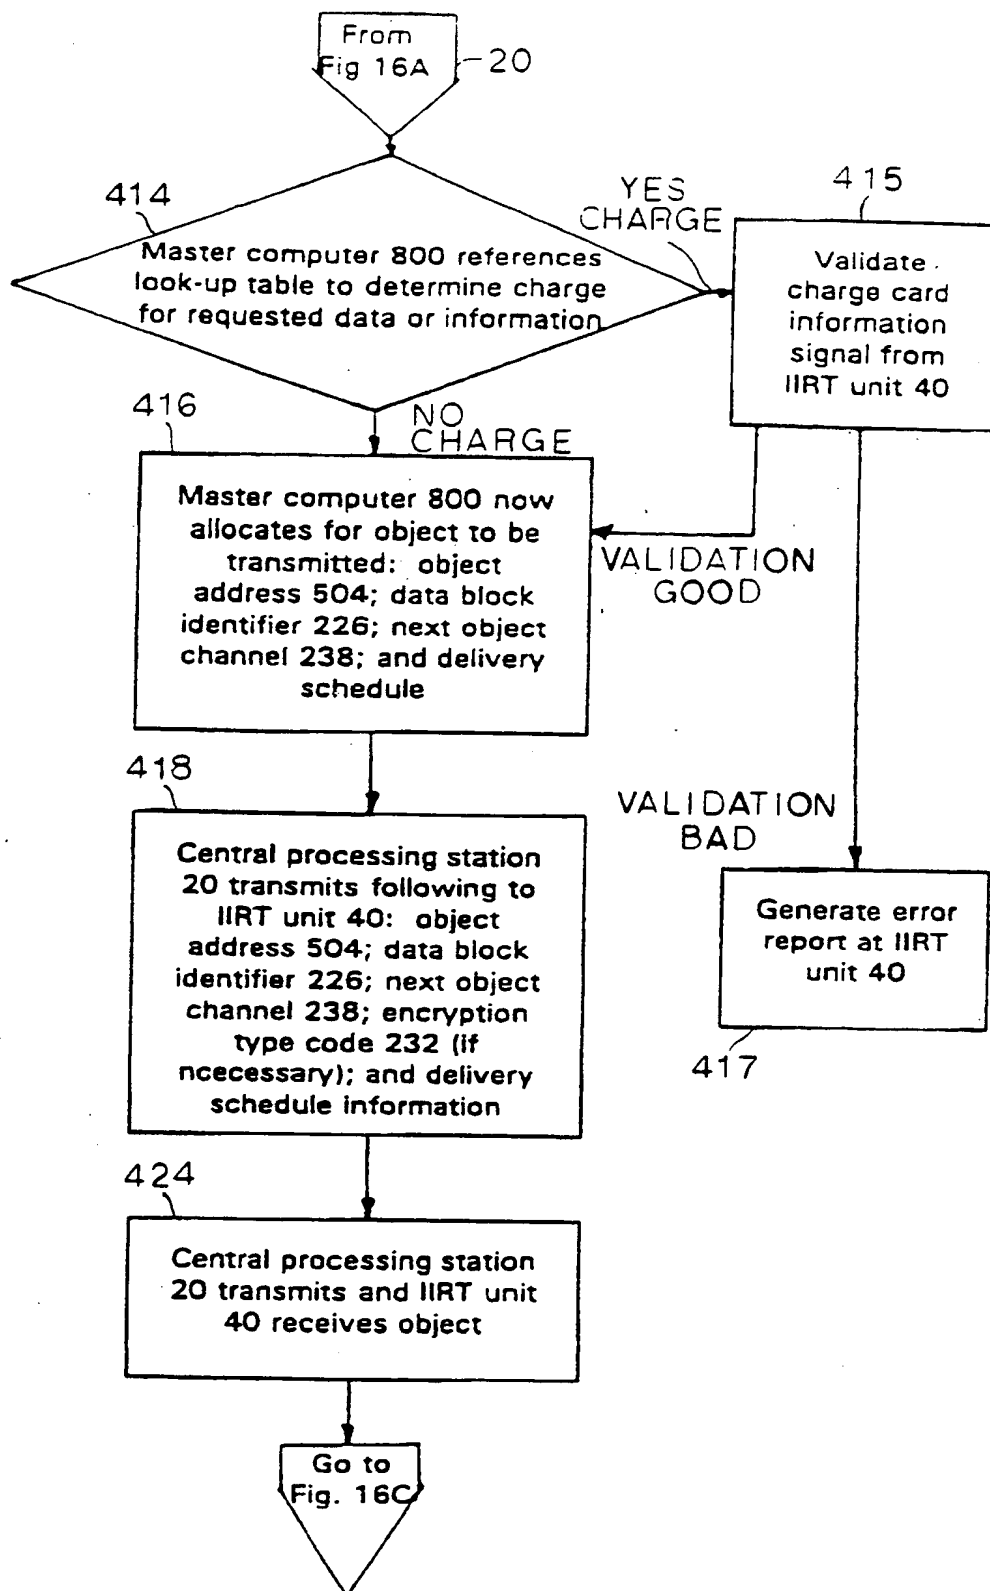 From
Fig 16A
20
414
Master computer 800 references
look-up table to determine charge
for requested data or information
YES
CHARGE
415
Validate
charge card
information
signal from
IIRT unit 40
NO
CHARGE
416
Master computer 800 now
allocates for object to be
transmitted: object
address 504; data block
identifier 226; next object
channel 238; and delivery
schedule
VALIDATION
GOOD
418
Central processing station
20 transmits following to
IIRT unit 40: object
address 504; data block
identifier 226; next object
channel 238; encryption
type code 232 (if
ncecessary); and delivery
schedule information
VALIDATION
BAD
Generate error
report at IIRT
unit 40
417
424
Central processing station
20 transmits and IIRT unit
40 receives object
Go to
Fig. 16C